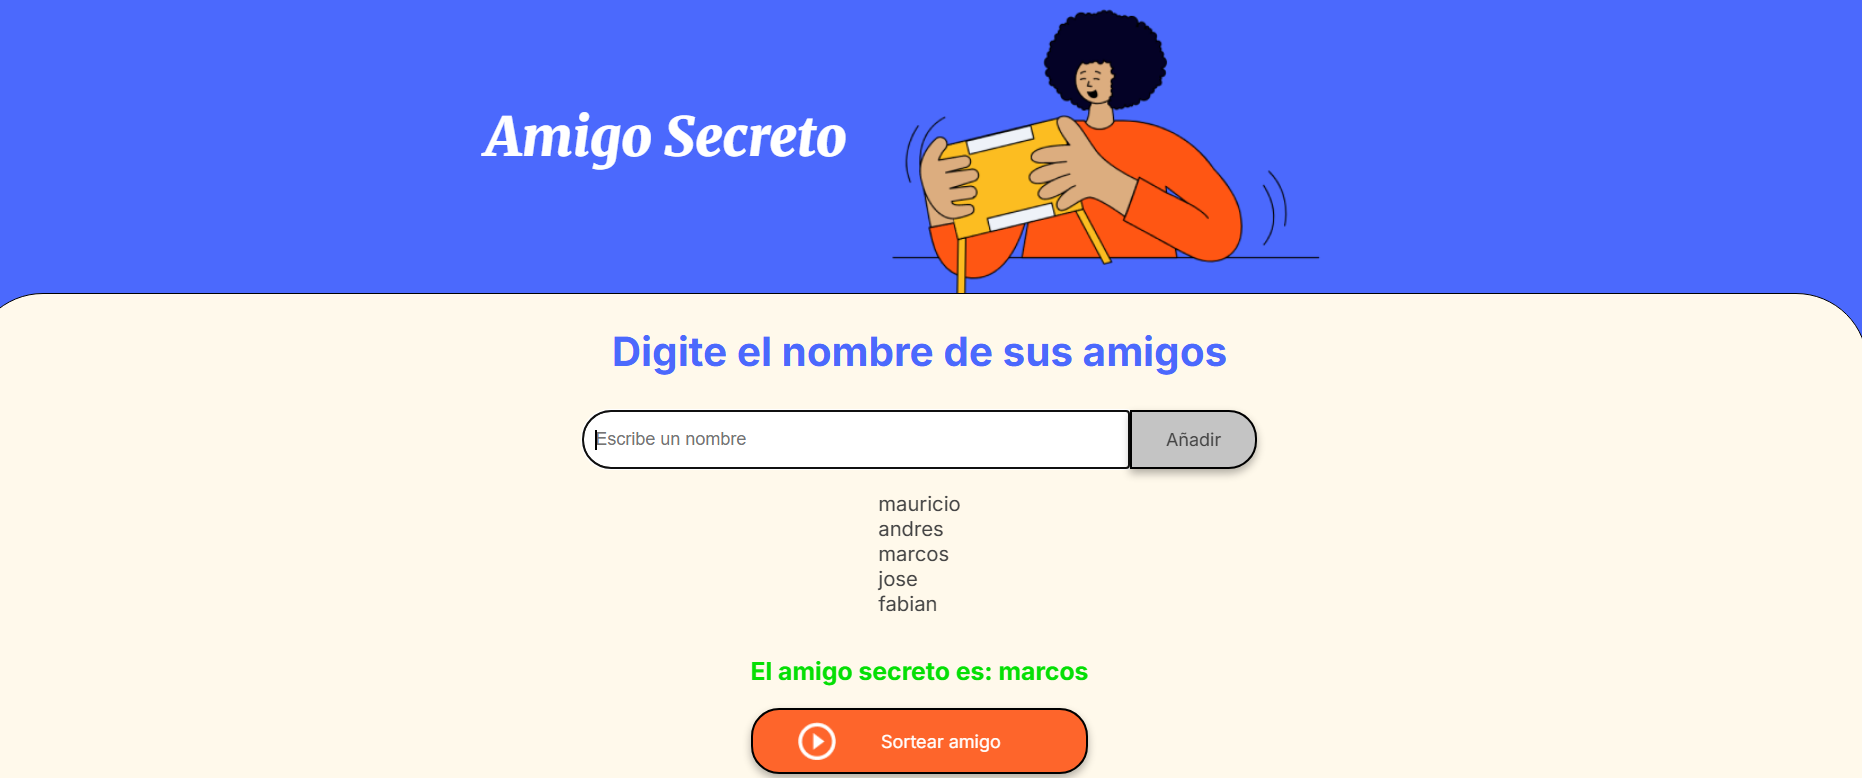 Amigo Secreto
Digite el nombre de sus amigos
Escribe un nombre
Añadir
mauricio
andres
marcos
jose
fabian
El amigo secreto es: marcos
Sortear amigo